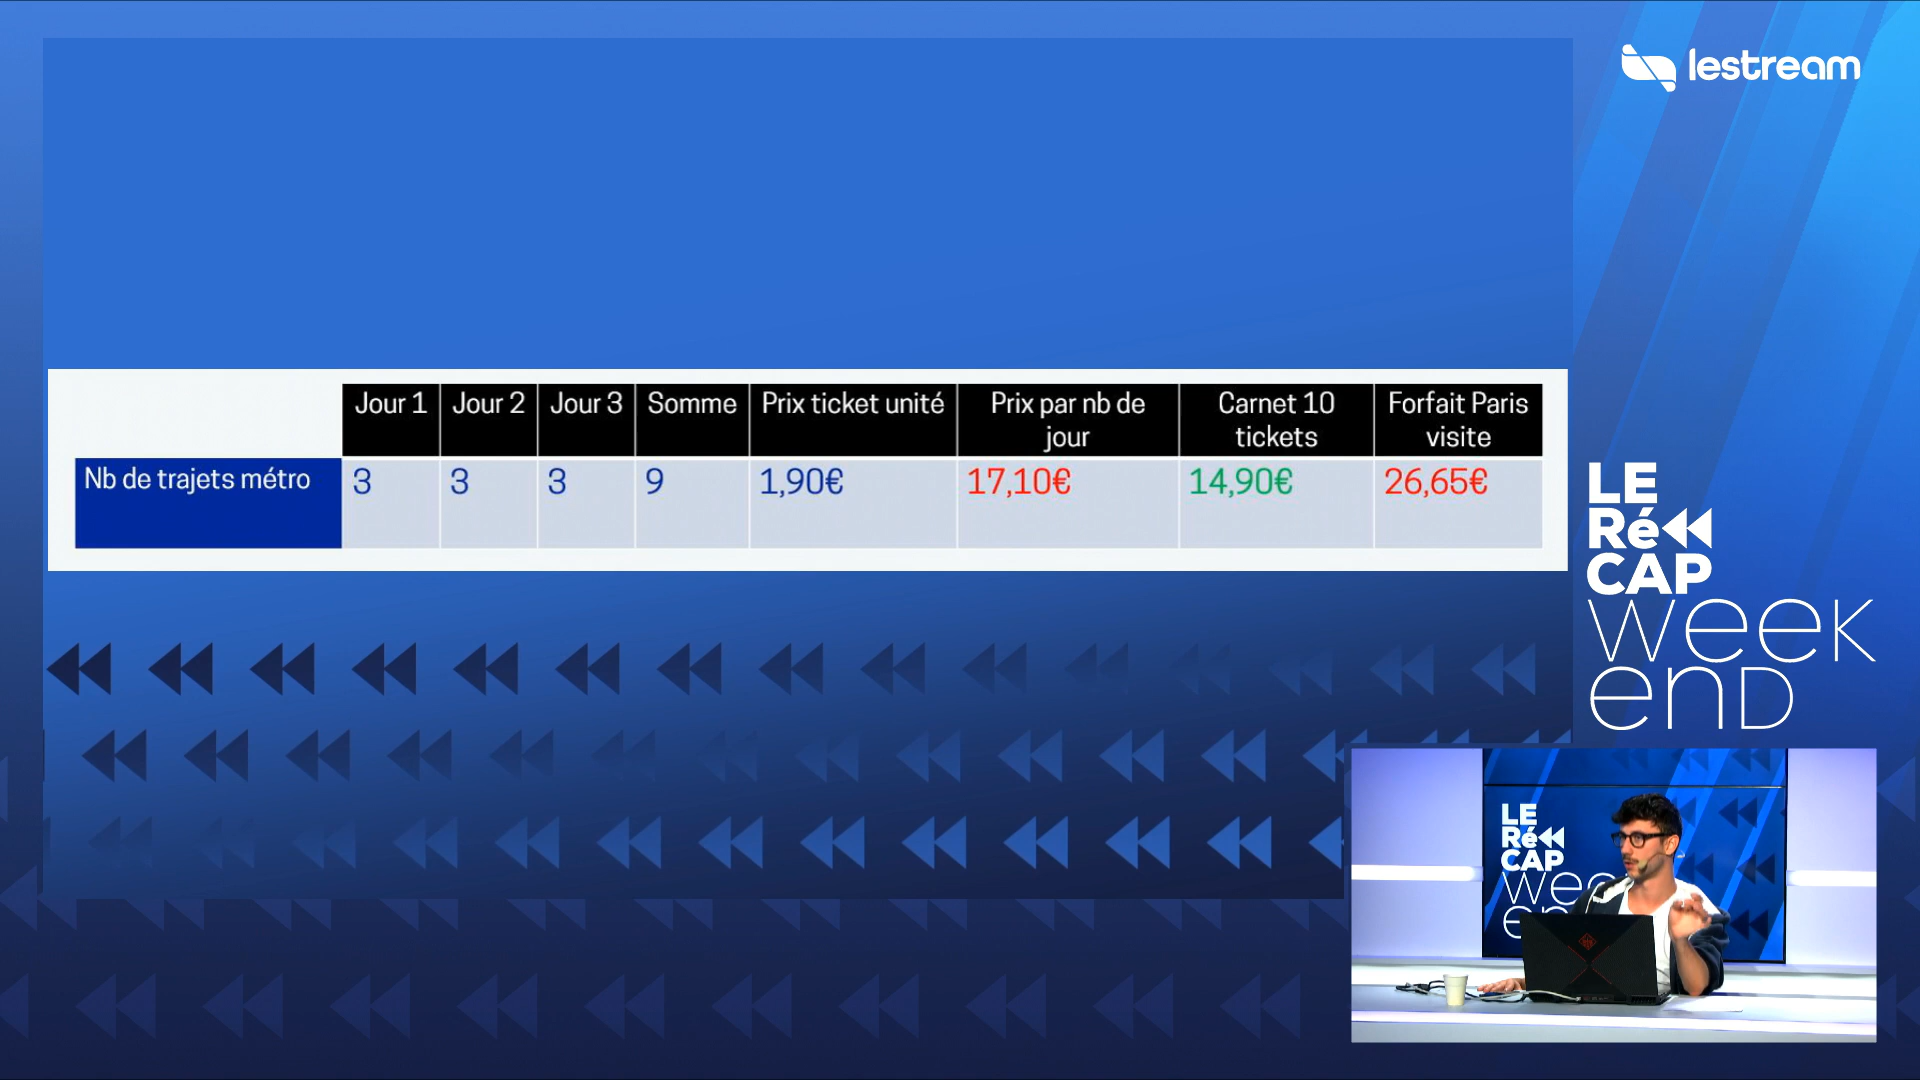 lestream
Jour 1 Jour 2 Jour 3 Somme Prix ticket unité Prix par nb de jour Carnet 10 tickets Forfait Paris visite
Nb de trajets métro 3 3 3 9 1,90€ 17,10€ 14,90€ 26,65€
LE
Ré
CAP
week
enD
LE
Ré
CAP